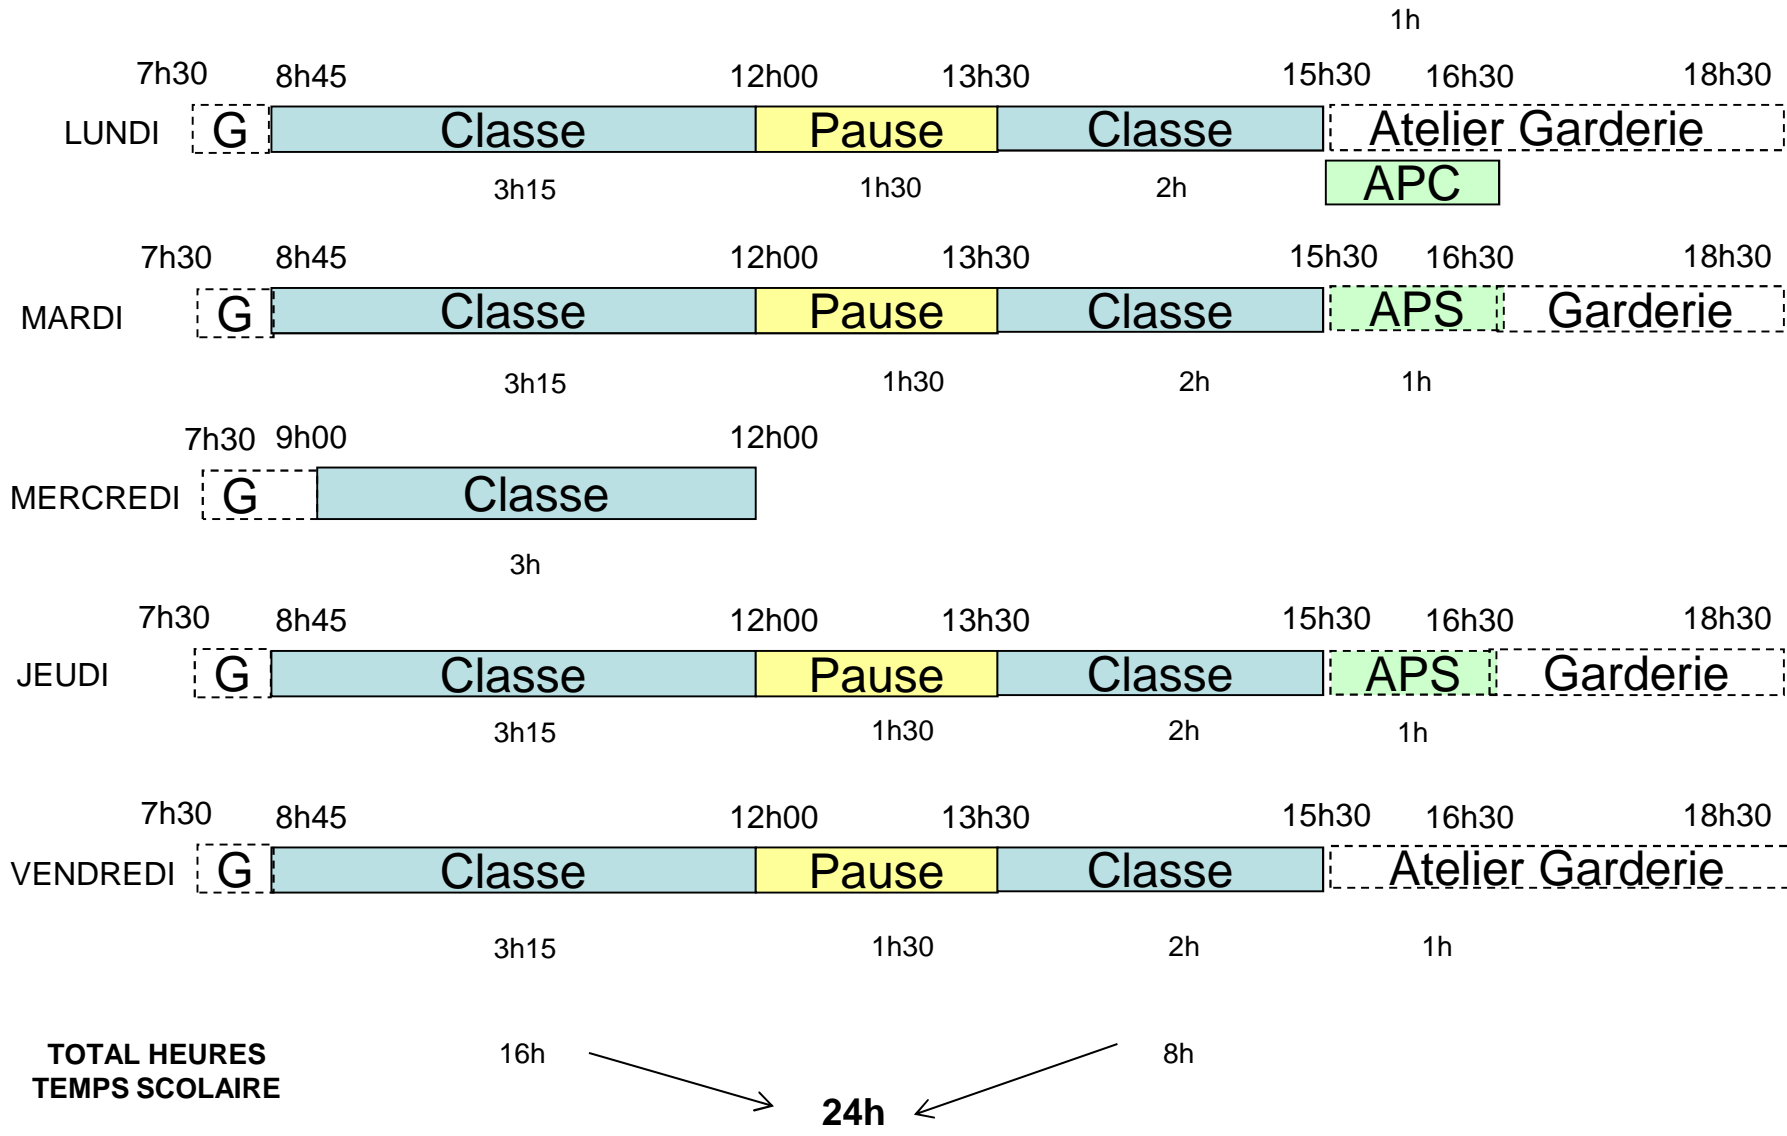 1h
7h30 8h45 12h00 13h30 15h30 16h30 18h30
LUNDI G Classe Pause Classe Atelier Garderie
APC
3h15 1h30 2h
7h30 8h45 12h00 13h30 15h30 16h30 18h30
MARDI G Classe Pause Classe APS Garderie
3h15 1h30 2h 1h
7h30 9h00 12h00
MERCREDI G Classe
3h
7h30 8h45 12h00 13h30 15h30 16h30 18h30
JEUDI G Classe Pause Classe APS Garderie
3h15 1h30 2h 1h
7h30 8h45 12h00 13h30 15h30 16h30 18h30
VENDREDI G Classe Pause Classe Atelier Garderie
3h15 1h30 2h 1h
TOTAL HEURES 16h 8h
TEMPS SCOLAIRE
24h